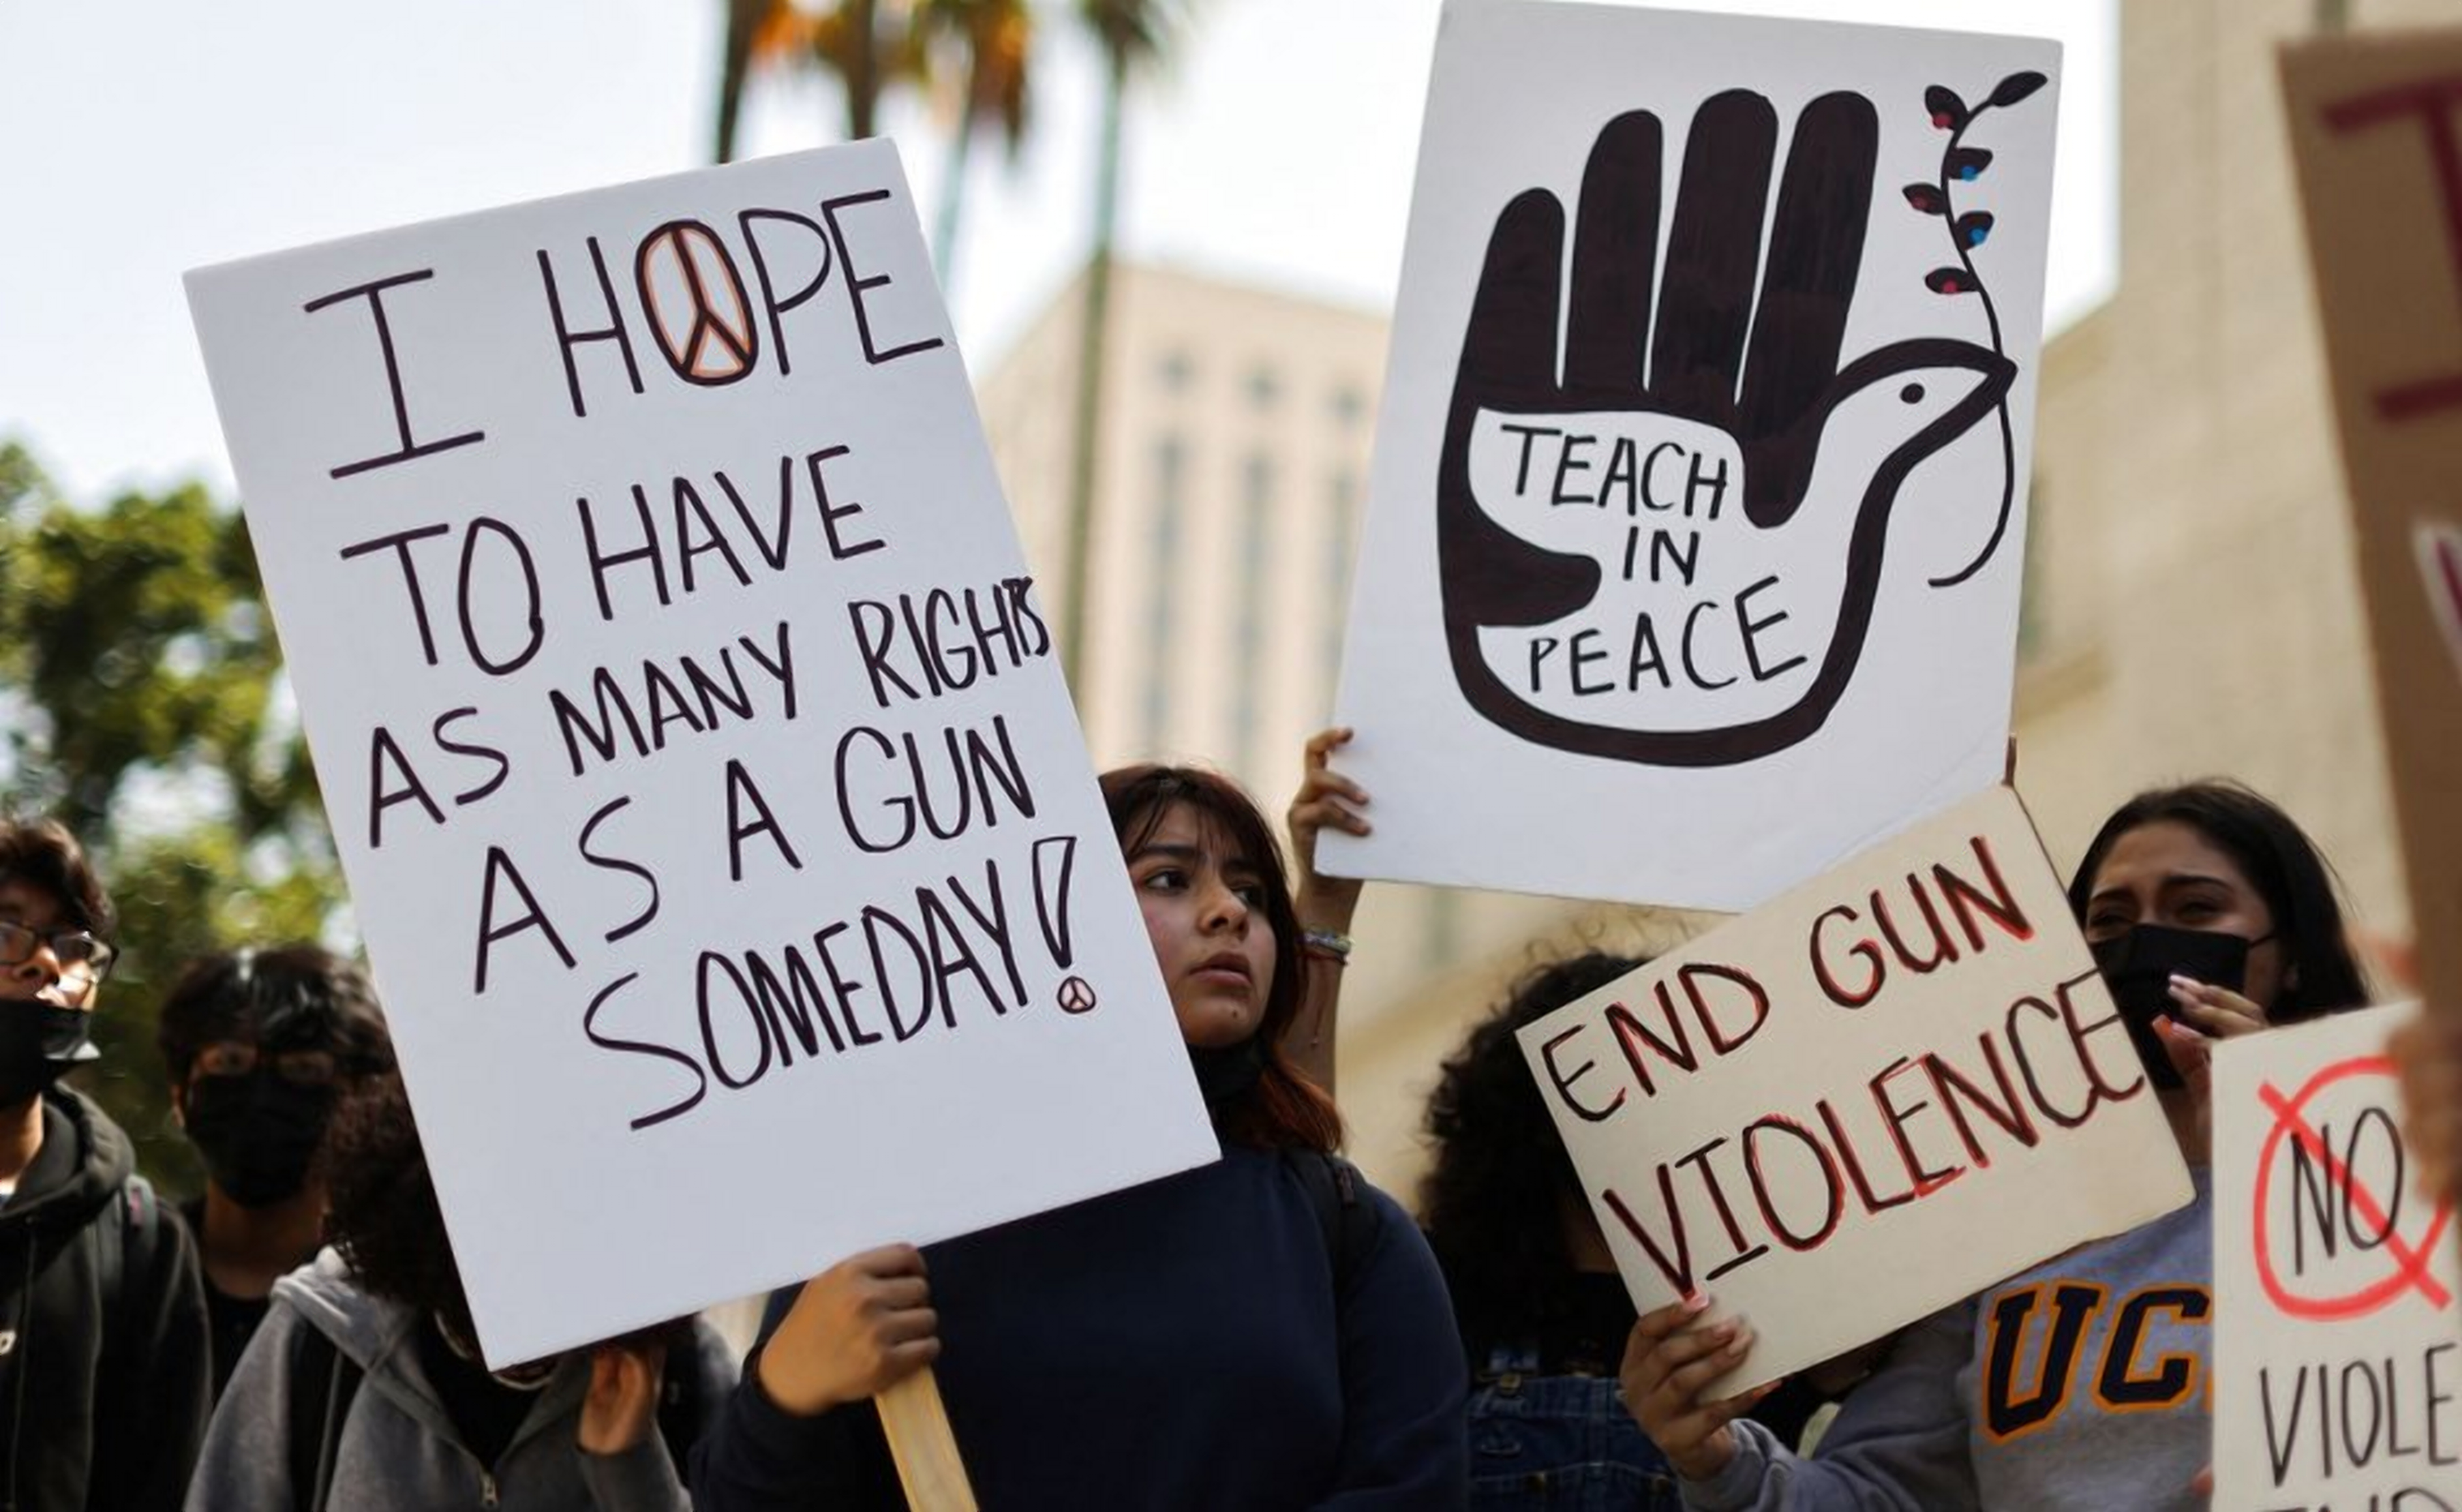 I HOPE
TO HAVE
AS MANY RIGHTS
AS A GUN
SOMEDAY!
TEACH
IN
PEACE
END GUN
VIOLENCE
UC
NO
VIOLE